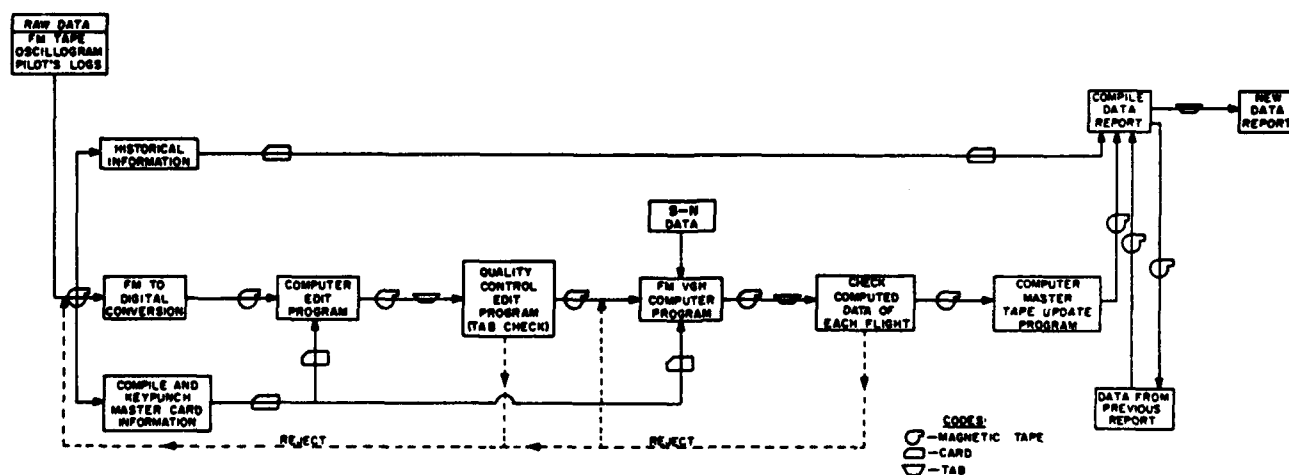 RAW DATA
FM TAPE
OSCILLOGRAM
PILOT'S LOGS
HISTORICAL
INFORMATION
FM TO
DIGITAL
CONVERSION
COMPILE AND
KEYPUNCH
MASTER CARD
INFORMATION
COMPUTER
EDIT
PROGRAM
QUALITY
CONTROL
EDIT
PROGRAM
(TAB CHECK)
S-N
DATA
FM VGH
COMPUTER
PROGRAM
CHECK
COMPUTED
DATA OF
EACH FLIGHT
COMPUTER
MASTER
TAPE UPDATE
PROGRAM
COMPILE
DATA
REPORT
NEW
DATA
REPORT
DATA FROM
PREVIOUS
REPORT
REJECT
REJECT
CODES:
-MAGNETIC TAPE
-CARD
-TAB